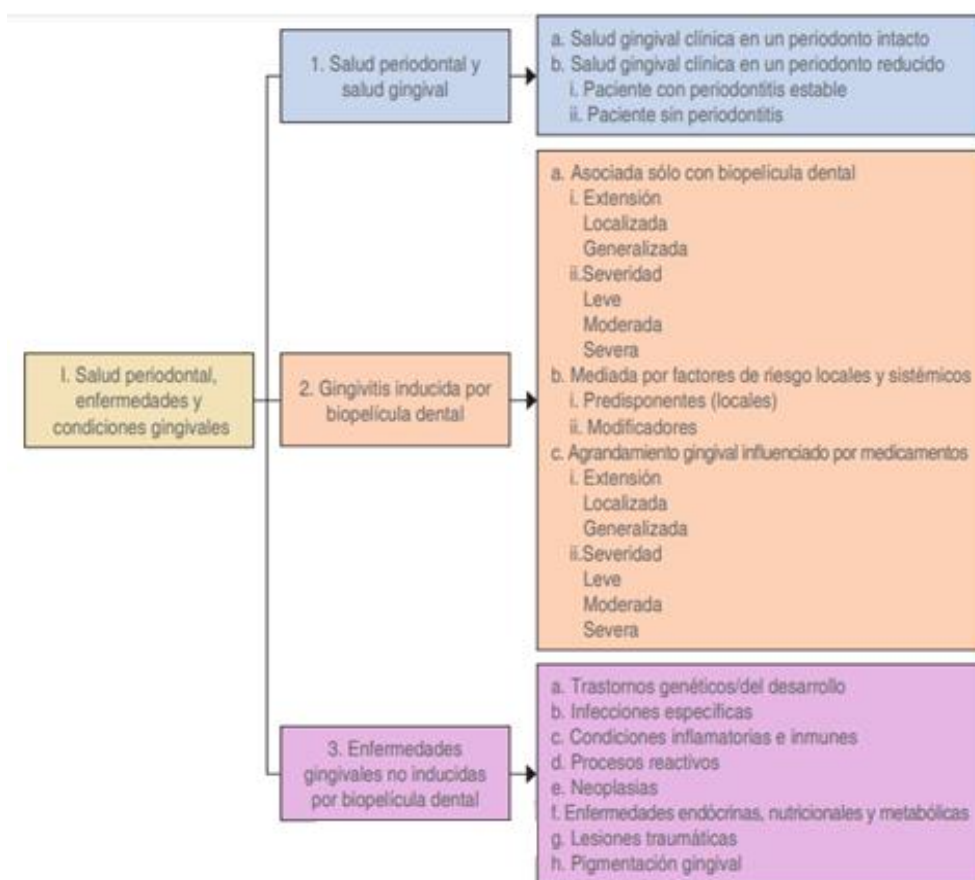 I. Salud periodontal,
enfermedades y
condiciones gingivales
1. Salud periodontal y
salud gingival
a. Salud gingival clínica en un periodonto intacto
b. Salud gingival clínica en un periodonto reducido
i. Paciente con periodontitis estable
ii. Paciente sin periodontitis
2. Gingivitis inducida por
biopelícula dental
a. Asociada sólo con biopelícula dental
i. Extensión
Localizada
Generalizada
ii.Severidad
Leve
Moderada
Severa
b. Mediada por factores de riesgo locales y sistémicos
i. Predisponentes (locales)
ii. Modificadores
c. Agrandamiento gingival influenciado por medicamentos
i. Extensión
Localizada
Generalizada
ii.Severidad
Leve
Moderada
Severa
3. Enfermedades
gingivales no inducidas
por biopelícula dental
a. Trastornos genéticos/del desarrollo
b. Infecciones específicas
c. Condiciones inflamatorias e inmunes
d. Procesos reactivos
e. Neoplasias
f. Enfermedades endócrinas, nutricionales y metabólicas
g. Lesiones traumáticas
h. Pigmentación gingival